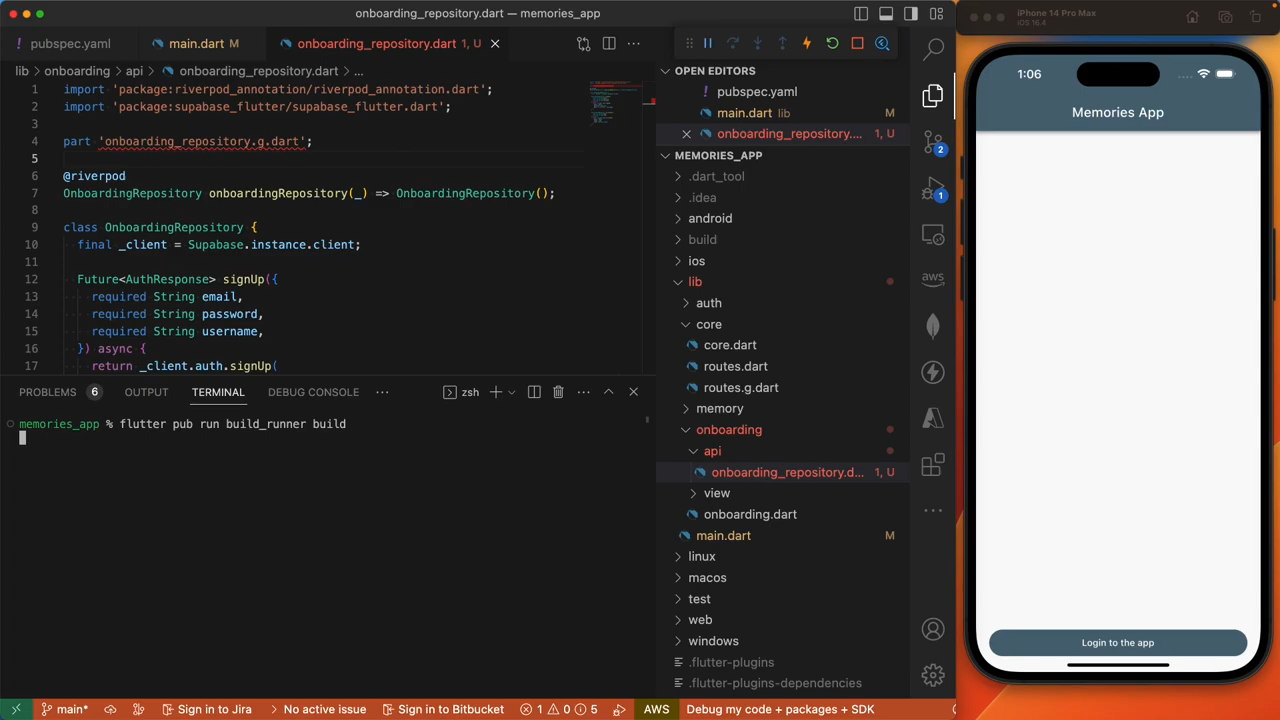 onboarding_repository.dart — memories_app
pubspec.yaml
main.dart M
onboarding_repository.dart 1, U
lib > onboarding > api > onboarding_repository.dart > ...
1 import 'package:riverpod_annotation/riverpod_annotation.dart';
2 import 'package:supabase_flutter/supabase_flutter.dart';
3
4 part 'onboarding_repository.g.dart';
5
6 @riverpod
7 OnboardingRepository onboardingRepository(_) => OnboardingRepository();
8
9 class OnboardingRepository {
10 final _client = Supabase.instance.client;
11
12 Future<AuthResponse> signUp({
13 required String email,
14 required String password,
15 required String username,
16 }) async {
17 return _client.auth.signUp(
PROBLEMS 6 OUTPUT TERMINAL DEBUG CONSOLE ... zsh
memories_app % flutter pub run build_runner build
OPEN EDITORS
pubspec.yaml
main.dart lib M
onboarding_repository.... 1, U
MEMORIES_APP
.dart_tool
.idea
android
build
ios
lib
auth
core
core.dart
routes.dart
routes.g.dart
memory
onboarding
api
onboarding_repository.d... 1, U
view
onboarding.dart
main.dart M
linux
macos
test
web
windows
.flutter-plugins
.flutter-plugins-dependencies
2
1
aws
main* Sign in to Jira No active issue Sign in to Bitbucket 1 0 5 AWS Debug my code + packages + SDK
iPhone 14 Pro Max
iOS 16.4
1:06
Memories App
Login to the app